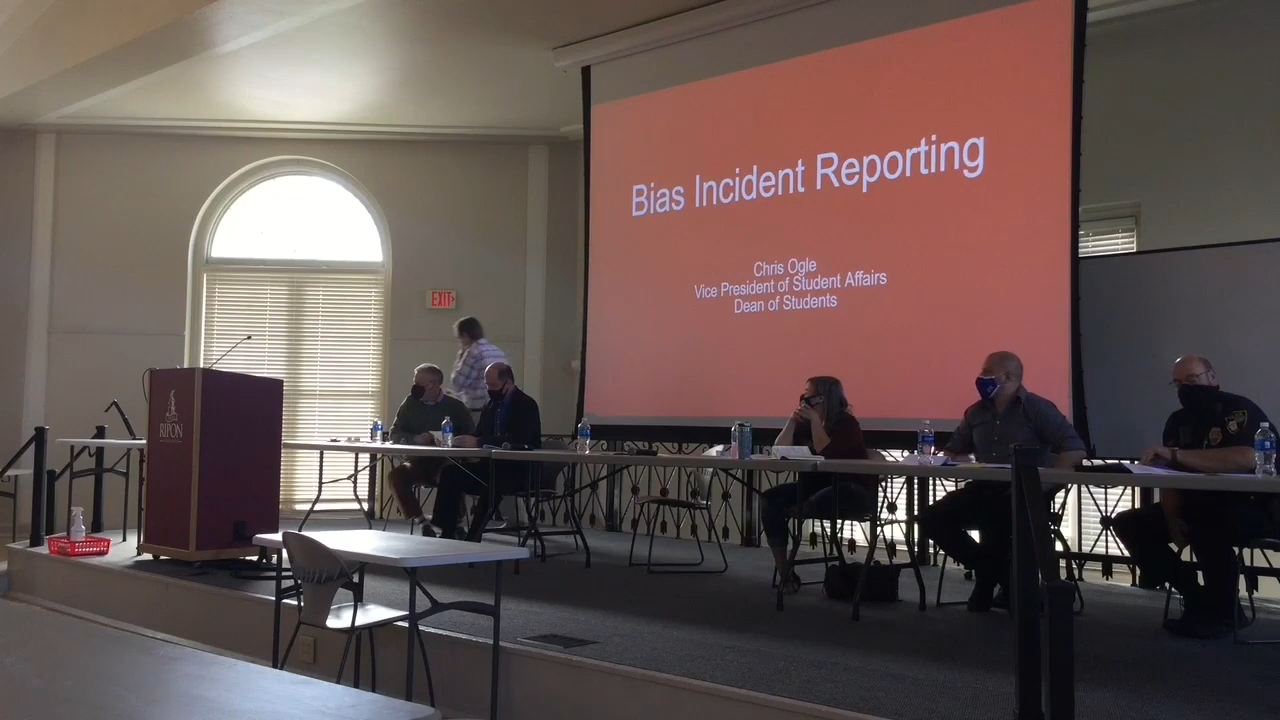 Bias Incident Reporting
Chris Ogle
Vice President of Student Affairs
Dean of Students
EXIT
RIPON